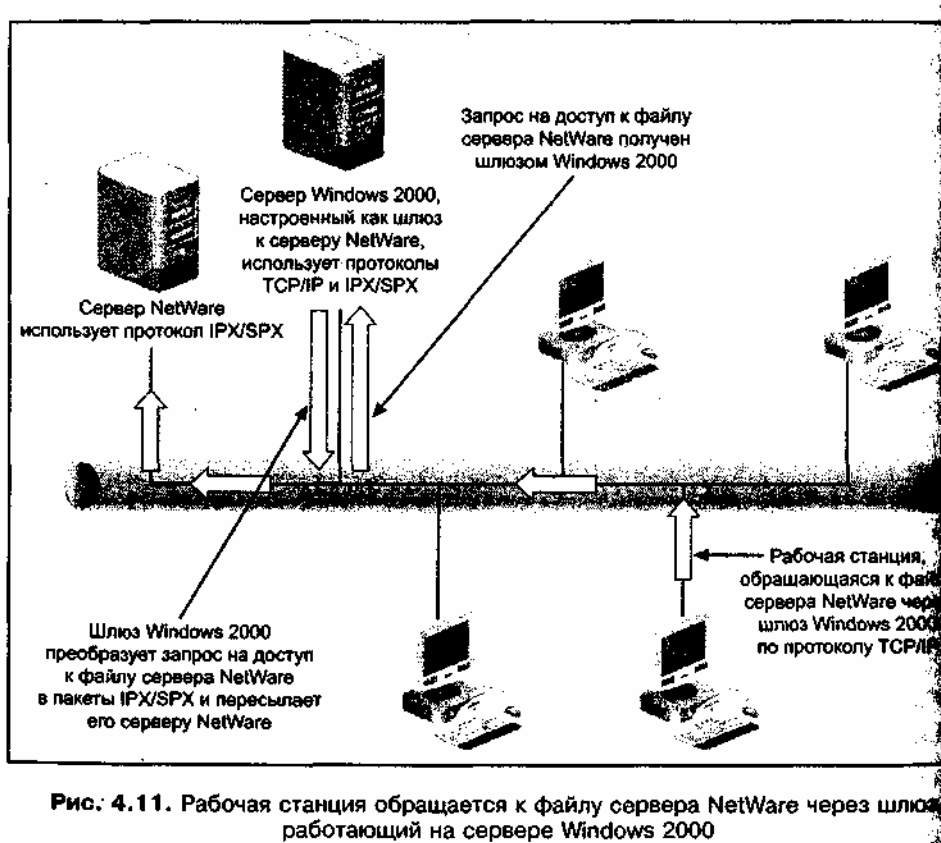 Запрос на доступ к файлу
сервера NetWare получен
шлюзом Windows 2000
Сервер Windows 2000,
настроенный как шлюз
к серверу NetWare,
использует протоколы
TCP/IP и IPX/SPX
Сервер NetWare
использует протокол IPX/SPX
Рабочая станция,
обращающаяся к
сервера NetWare
шлюз Windows 2000
по протоколу TCP/IP
Шлюз Windows 2000
преобразует запрос на доступ
к файлу сервера NetWare
в пакеты IPX/SPX и пересылает
его серверу NetWare
Рис. 4.11. Рабочая станция обращается к файлу сервера NetWare через шлюз
работающий на сервере Windows 2000